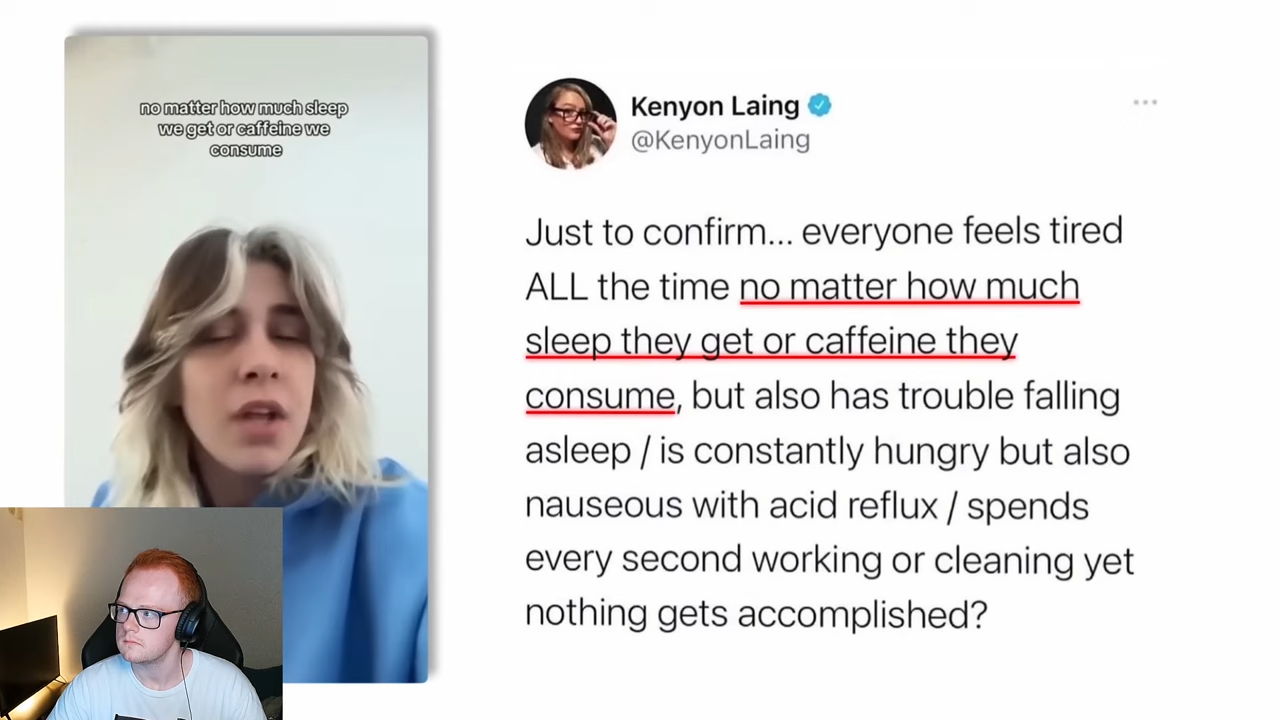 no matter how much sleep
we get or caffeine we
consume
Kenyon Laing
@KenyonLaing
Just to confirm... everyone feels tired
ALL the time no matter how much
sleep they get or caffeine they
consume, but also has trouble falling
asleep / is constantly hungry but also
nauseous with acid reflux / spends
every second working or cleaning yet
nothing gets accomplished?